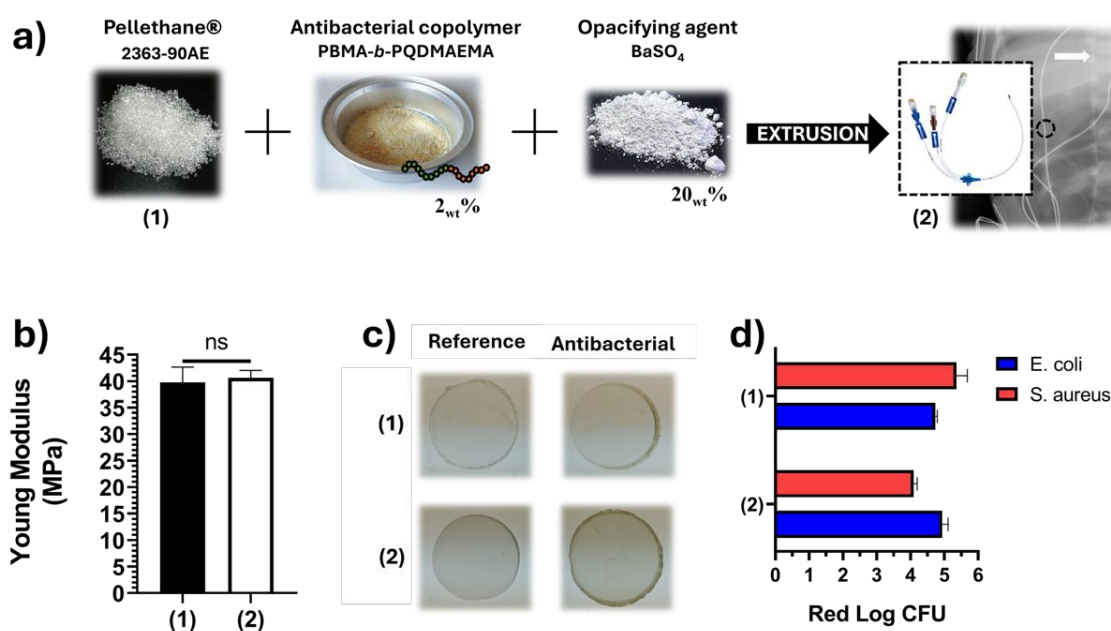 a)
Pellethane®
2363-90AE
(1)
Antibacterial copolymer
PBMA-b-PQDMAEMA
2wt%
Opacifying agent
BaSO4
20wt%
EXTRUSION
(2)
b)
ns
Young Modulus
(MPa)
45
40
35
30
25
20
15
10
5
0
(1)
(2)
c)
Reference
Antibacterial
(1)
(2)
d)
E. coli
S. aureus
(1)
(2)
0 1 2 3 4 5 6
Red Log CFU